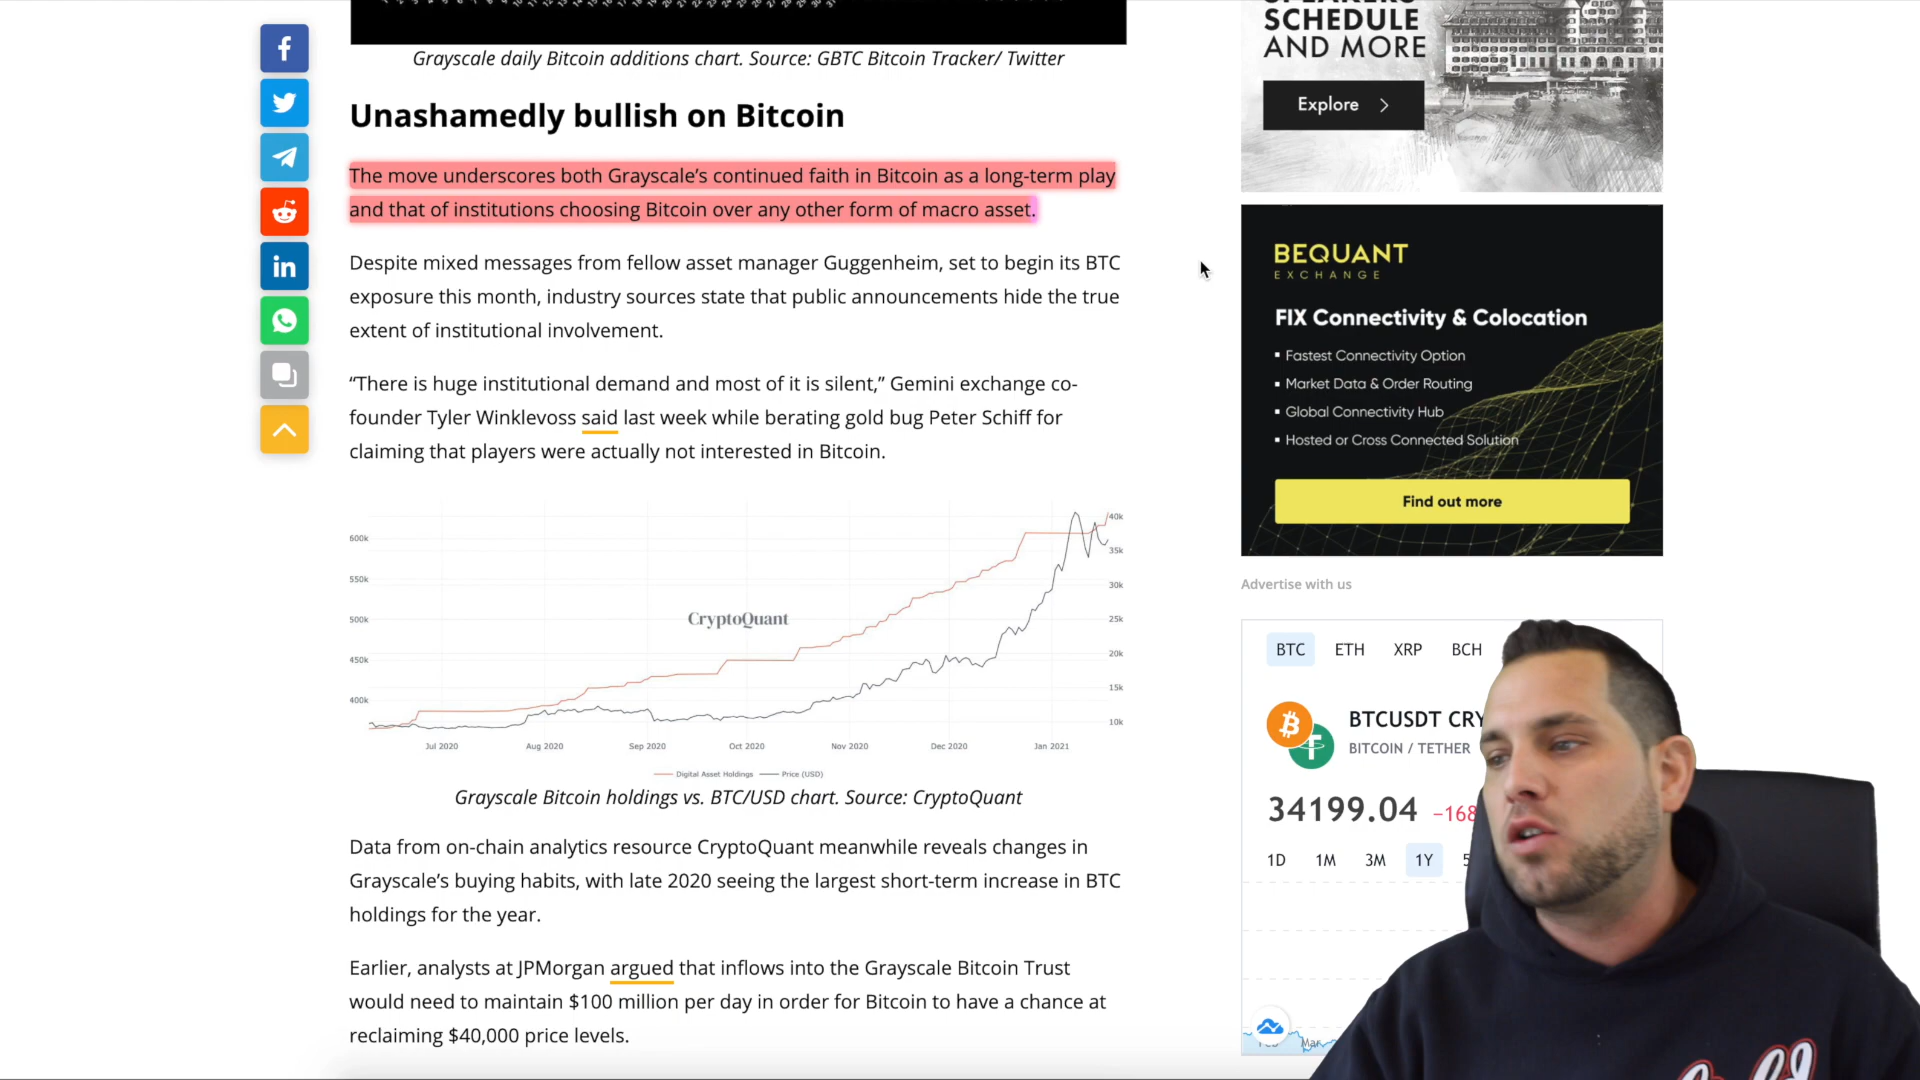 Grayscale daily Bitcoin additions chart. Source: GBTC Bitcoin Tracker/ Twitter
Unashamedly bullish on Bitcoin
The move underscores both Grayscale's continued faith in Bitcoin as a long-term play
and that of institutions choosing Bitcoin over any other form of macro asset.
Despite mixed messages from fellow asset manager Guggenheim, set to begin its BTC
exposure this month, industry sources state that public announcements hide the true
extent of institutional involvement.
“There is huge institutional demand and most of it is silent,” Gemini exchange co-
founder Tyler Winklevoss said last week while berating gold bug Peter Schiff for
claiming that players were actually not interested in Bitcoin.
600k
550k
500k
450k
400k
40k
35k
30k
25k
20k
15k
10k
CryptoQuant
Jul 2020 Aug 2020 Sep 2020 Oct 2020 Nov 2020 Dec 2020 Jan 2021
Digital Asset Holdings Price (USD)
Grayscale Bitcoin holdings vs. BTC/USD chart. Source: CryptoQuant
Data from on-chain analytics resource CryptoQuant meanwhile reveals changes in
Grayscale's buying habits, with late 2020 seeing the largest short-term increase in BTC
holdings for the year.
Earlier, analysts at JPMorgan argued that inflows into the Grayscale Bitcoin Trust
would need to maintain $100 million per day in order for Bitcoin to have a chance at
reclaiming $40,000 price levels.
SCHEDULE
AND MORE
Explore
BEQUANT
EXCHANGE
FIX Connectivity & Colocation
Fastest Connectivity Option
Market Data & Order Routing
Global Connectivity Hub
Hosted or Cross Connected Solution
Find out more
Advertise with us
BTC ETH XRP BCH
BTCUSDT CRY
BITCOIN / TETHER
34199.04 −168
1D 1M 3M 1Y 5
Mar